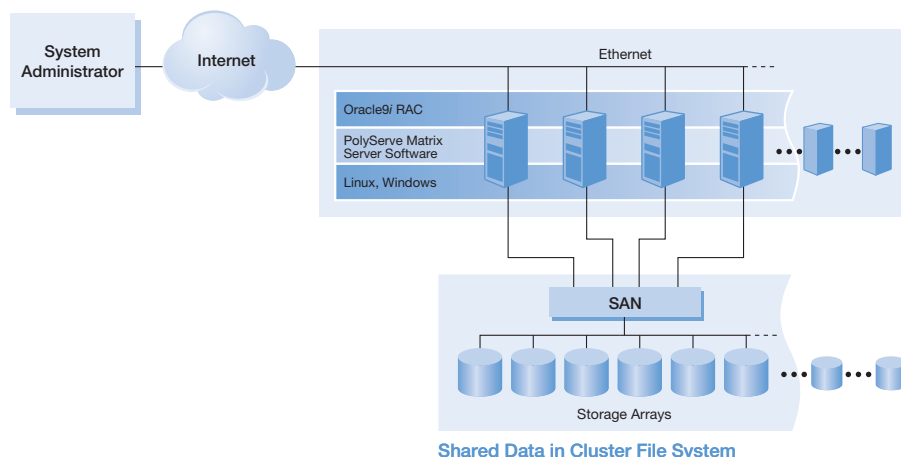 System
Administrator
Internet
Ethernet
Oracle9i RAC
PolyServe Matrix
Server Software
Linux, Windows
SAN
Storage Arrays
Shared Data in Cluster File System